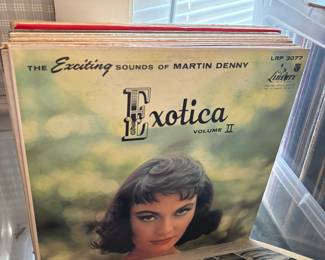 THE Exciting SOUNDS OF MARTIN DENNY
LRP 3077
Liberty
Exotica
VOLUME II